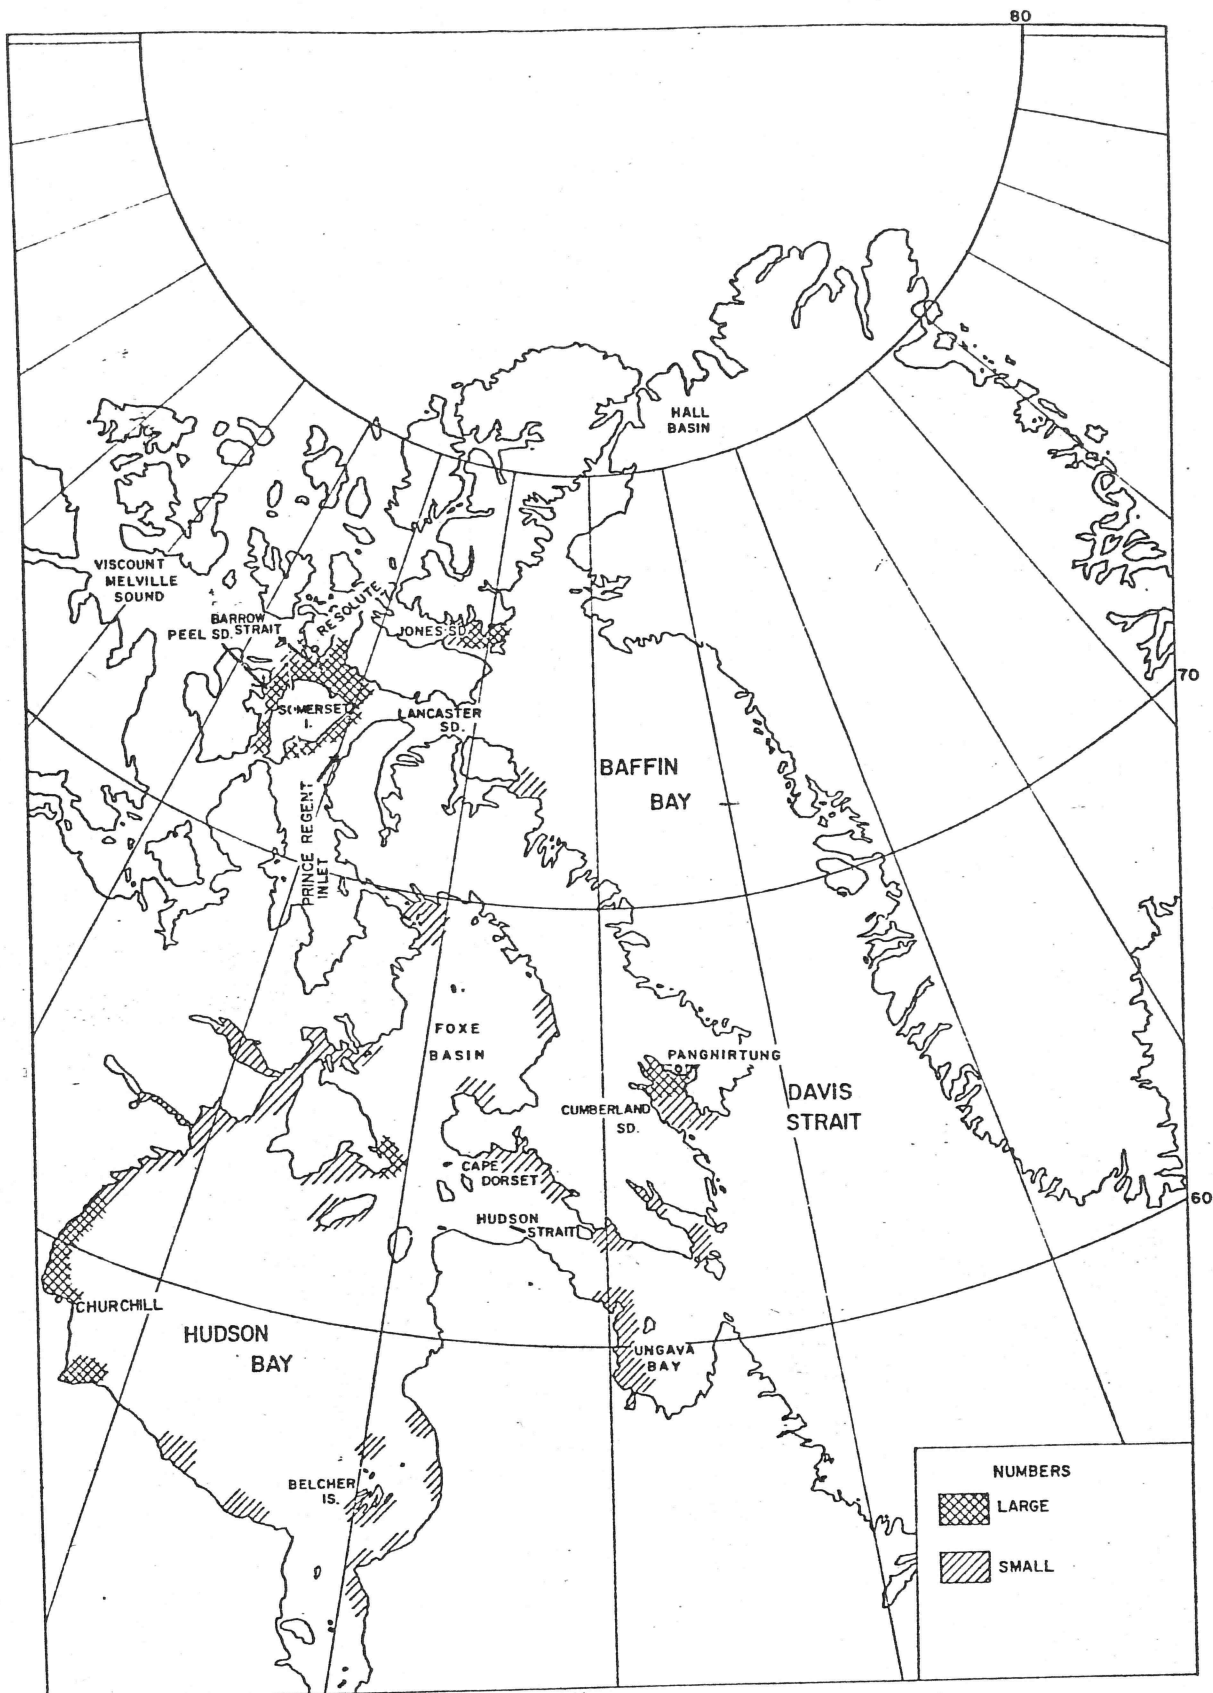 80
HALL
BASIN
VISCOUNT
MELVILLE
SOUND
RESOLUTE
BARROW
STRAIT
PEEL SD.
JONES SD
70
SOMERSET
I.
LANCASTER
SD.
BAFFIN
BAY
PRINCE REGENT
INLET
FOXE
BASIN
PANGNIRTUNG
DAVIS
STRAIT
CUMBERLAND
SD.
CAPE
DORSET
60
HUDSON
STRAIT
CHURCHILL
HUDSON
BAY
UNGAVA
BAY
BELCHER
IS.
NUMBERS
LARGE
SMALL